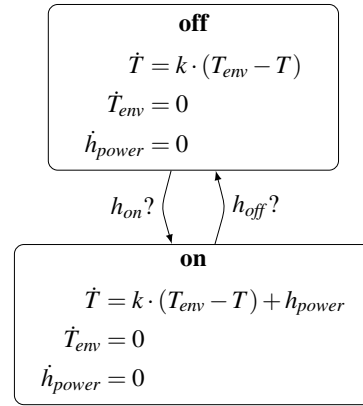 off
Ṫ = k · (T_env − T)
Ṫ_env = 0
ḣ_power = 0
h_on? h_off?
on
Ṫ = k · (T_env − T) + h_power
Ṫ_env = 0
ḣ_power = 0